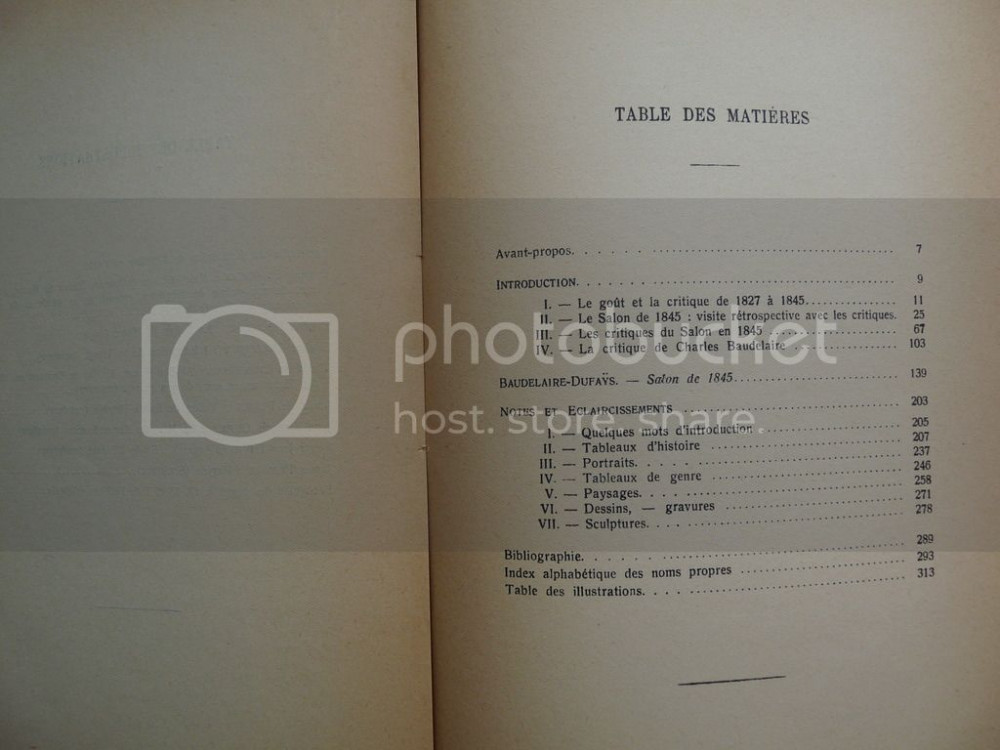 TABLE DES MATIÈRES
Avant-propos. 7
INTRODUCTION. 9
I. — Le goût et la critique de 1827 à 1845. 11
II. — Le Salon de 1845 : visite rétrospective avec les critiques. 25
III. — Les critiques du Salon en 1845 67
IV. — La critique de Charles Baudelaire 103
BAUDELAIRE-DUFAŸS. — Salon de 1845. 139
NOTES ET ECLAIRCISSEMENTS 203
I. — Quelques mots d'introduction 205
II. — Tableaux d'histoire 207
III. — Portraits. 237
IV. — Tableaux de genre 246
V. — Paysages. 258
VI. — Dessins, — gravures 271
VII. — Sculptures. 278
Bibliographie. 289
Index alphabétique des noms propres 293
Table des illustrations. 313
photobucket
host. store. share.